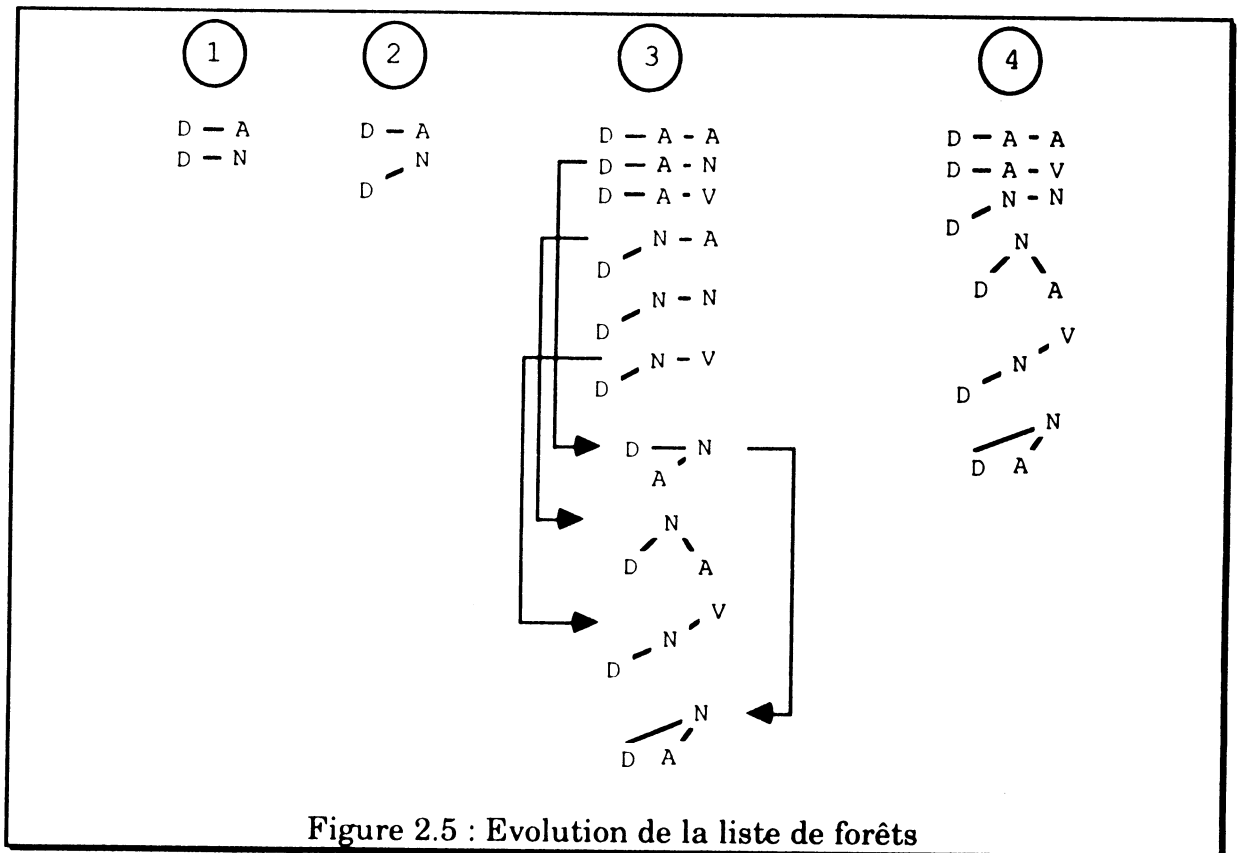 1 2 3 4
D — A
D — N
D — A
N
D
D — A - A
D — A - N
D — A - V
N - A
D
N - N
D
N - V
D
D — N
A
N
D A
V
N
D
N
D A
D — A - A
D — A - V
N - N
D
N
D A
V
N
D
N
D A
Figure 2.5 : Evolution de la liste de forêts